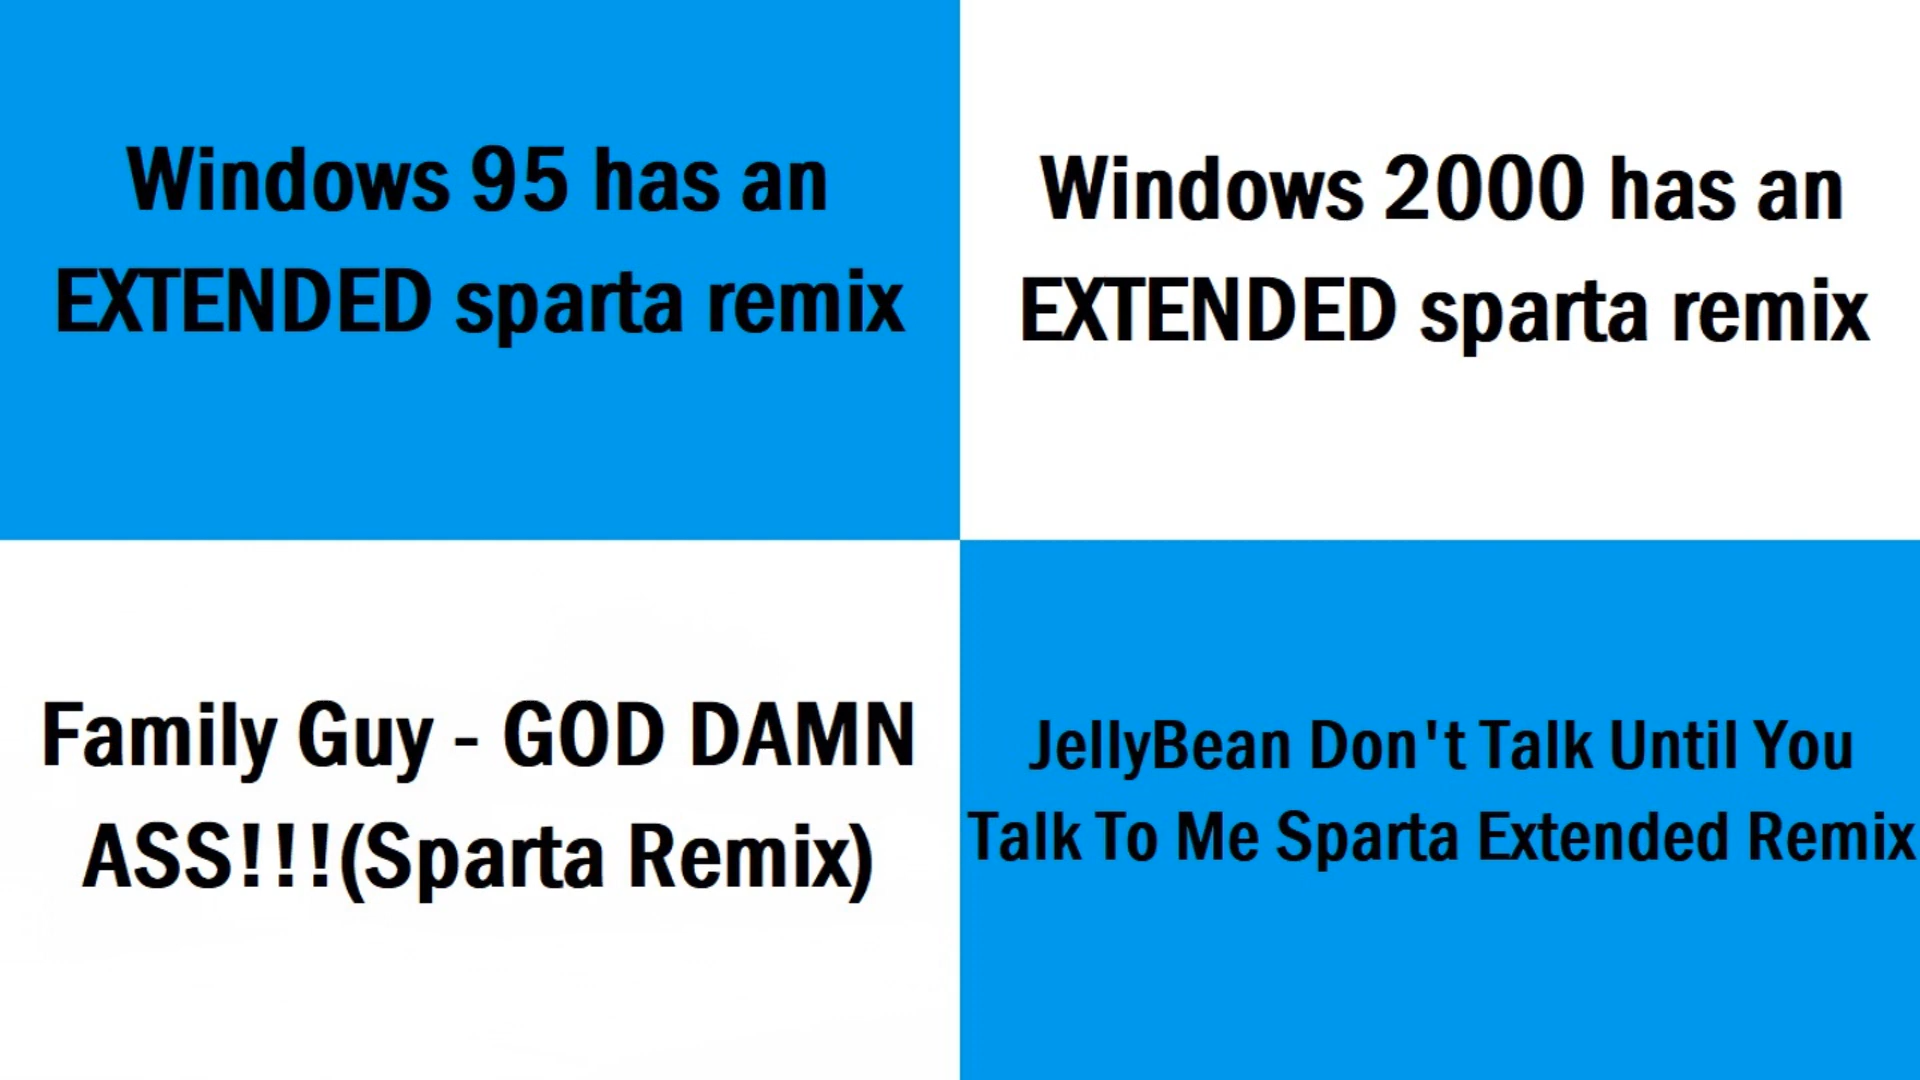 Windows 95 has an
EXTENDED sparta remix
Windows 2000 has an
EXTENDED sparta remix
Family Guy - GOD DAMN
ASS!!!(Sparta Remix)
JellyBean Don't Talk Until You
Talk To Me Sparta Extended Remix